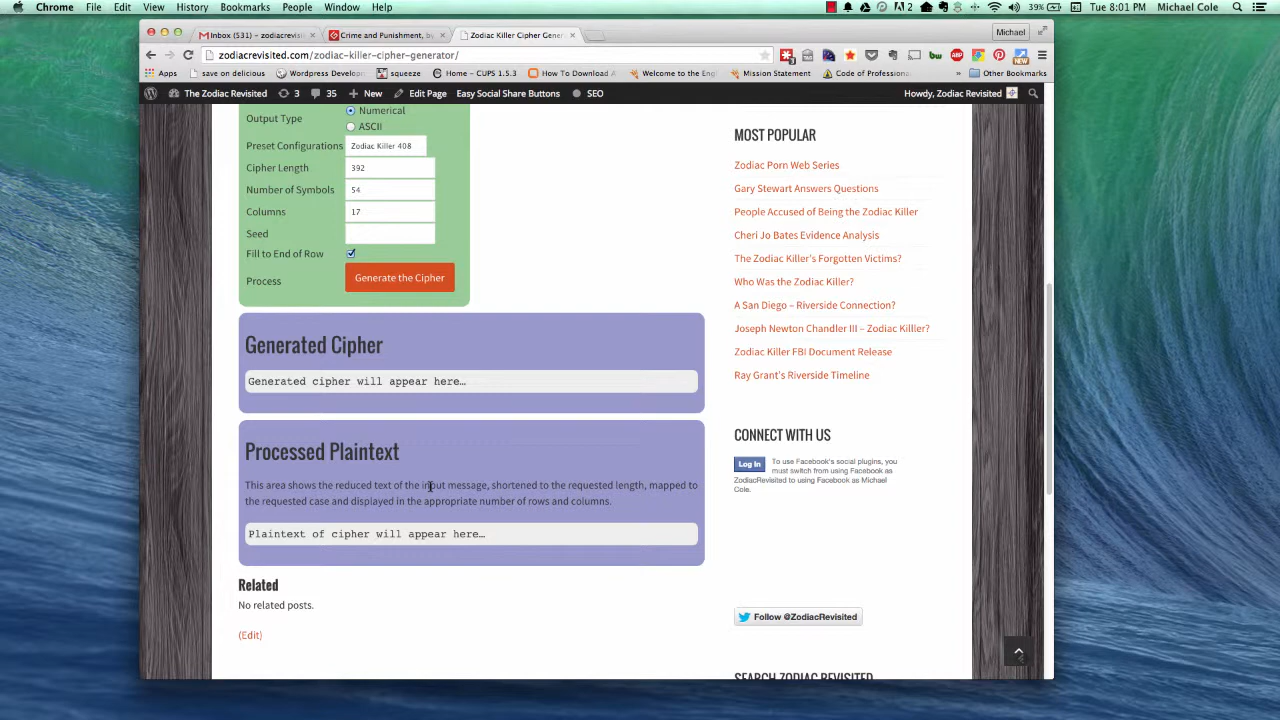 Chrome File Edit View History Bookmarks People Window Help
2 39% Tue 8:01 PM Michael Cole
Inbox (531) – zodiacrevisit
Crime and Punishment, by
Zodiac Killer Cipher Gener
Michael
zodiacrevisited.com/zodiac-killer-cipher-generator/
Apps save on delicious Wordpress Develop squeeze Home – CUPS 1.5.3 How To Download Welcome to the Engl Mission Statement Code of Profession » Other Bookmarks
The Zodiac Revisited 3 35 New Edit Page Easy Social Share Buttons SEO Howdy, Zodiac Revisited
Output Type
Numerical
ASCII
Preset Configurations Zodiac Killer 408
Cipher Length 392
Number of Symbols 54
Columns 17
Seed
Fill to End of Row
Process Generate the Cipher
Generated Cipher
Generated cipher will appear here…
Processed Plaintext
This area shows the reduced text of the input message, shortened to the requested length, mapped to
the requested case and displayed in the appropriate number of rows and columns.
Plaintext of cipher will appear here…
Related
No related posts.
(Edit)
MOST POPULAR
Zodiac Porn Web Series
Gary Stewart Answers Questions
People Accused of Being the Zodiac Killer
Cheri Jo Bates Evidence Analysis
The Zodiac Killer's Forgotten Victims?
Who Was the Zodiac Killer?
A San Diego – Riverside Connection?
Joseph Newton Chandler III – Zodiac Killler?
Zodiac Killer FBI Document Release
Ray Grant's Riverside Timeline
CONNECT WITH US
Log In
To use Facebook's social plugins, you
must switch from using Facebook as
ZodiacRevisited to using Facebook as Michael
Cole.
Follow @ZodiacRevisited
SEARCH ZODIAC REVISITED